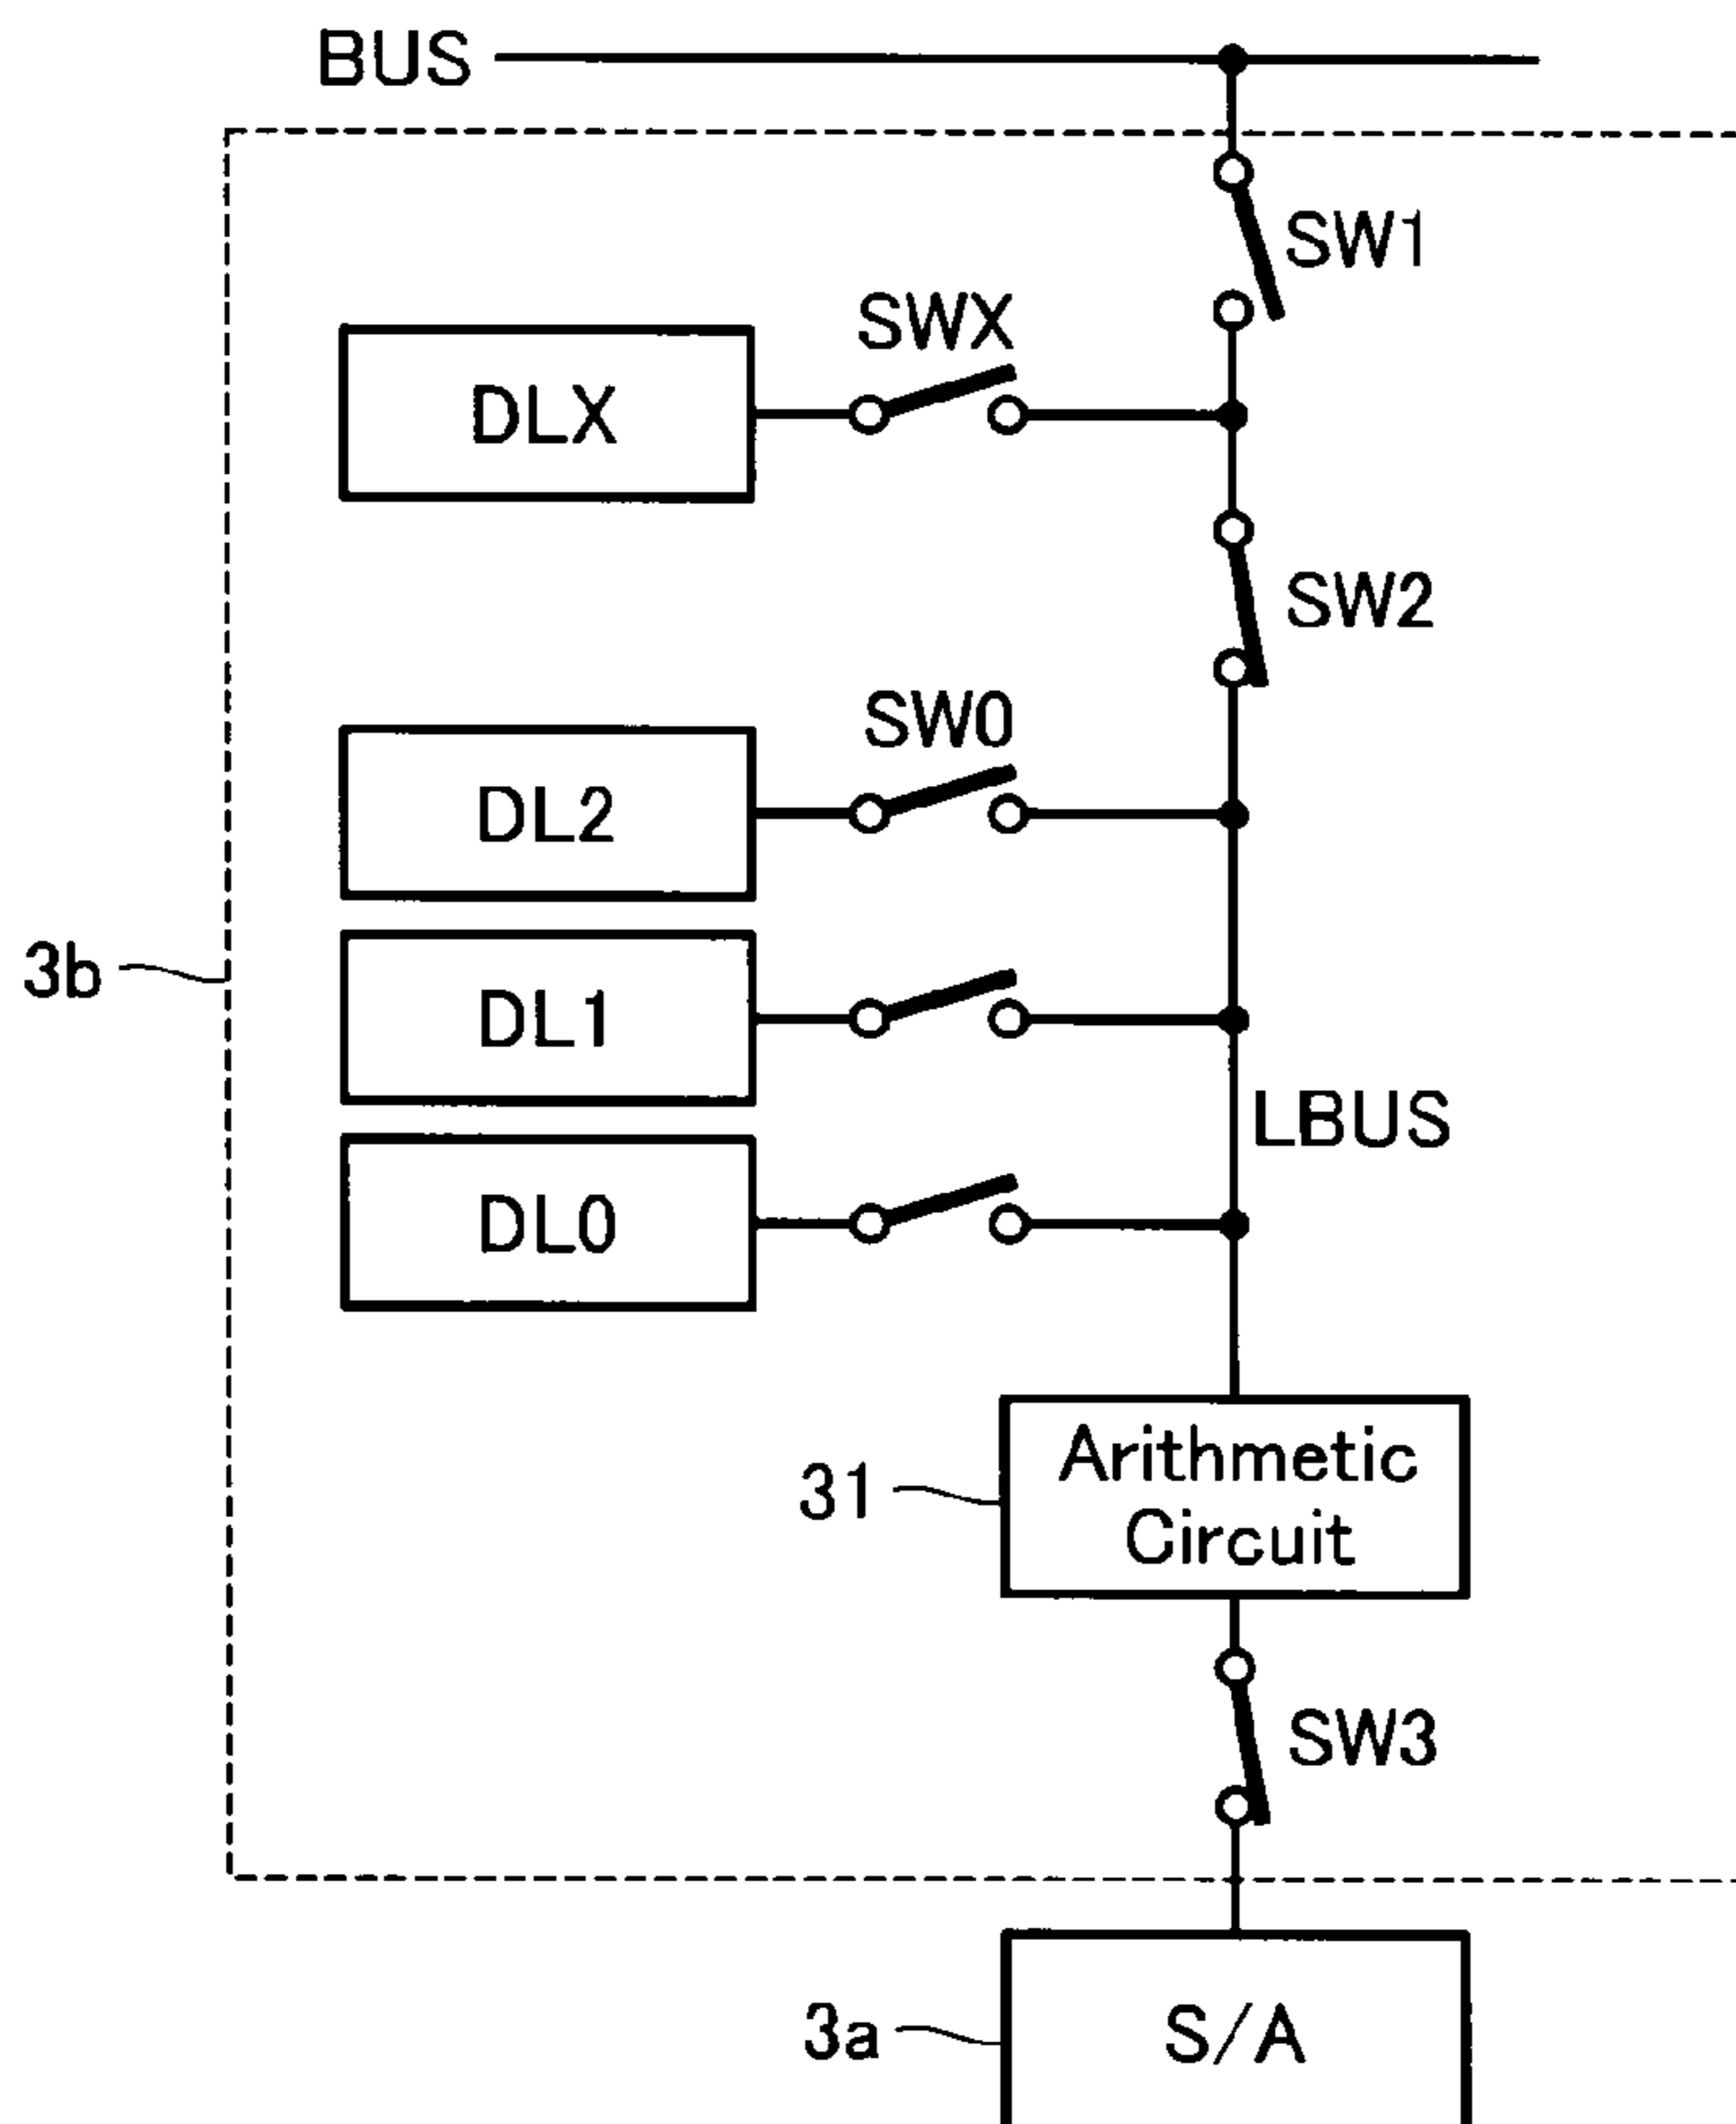 BUS
SW1
SWX
DLX
SW2
SW0
DL2
3b
DL1
LBUS
DL0
Arithmetic
Circuit
31
SW3
3a
S/A